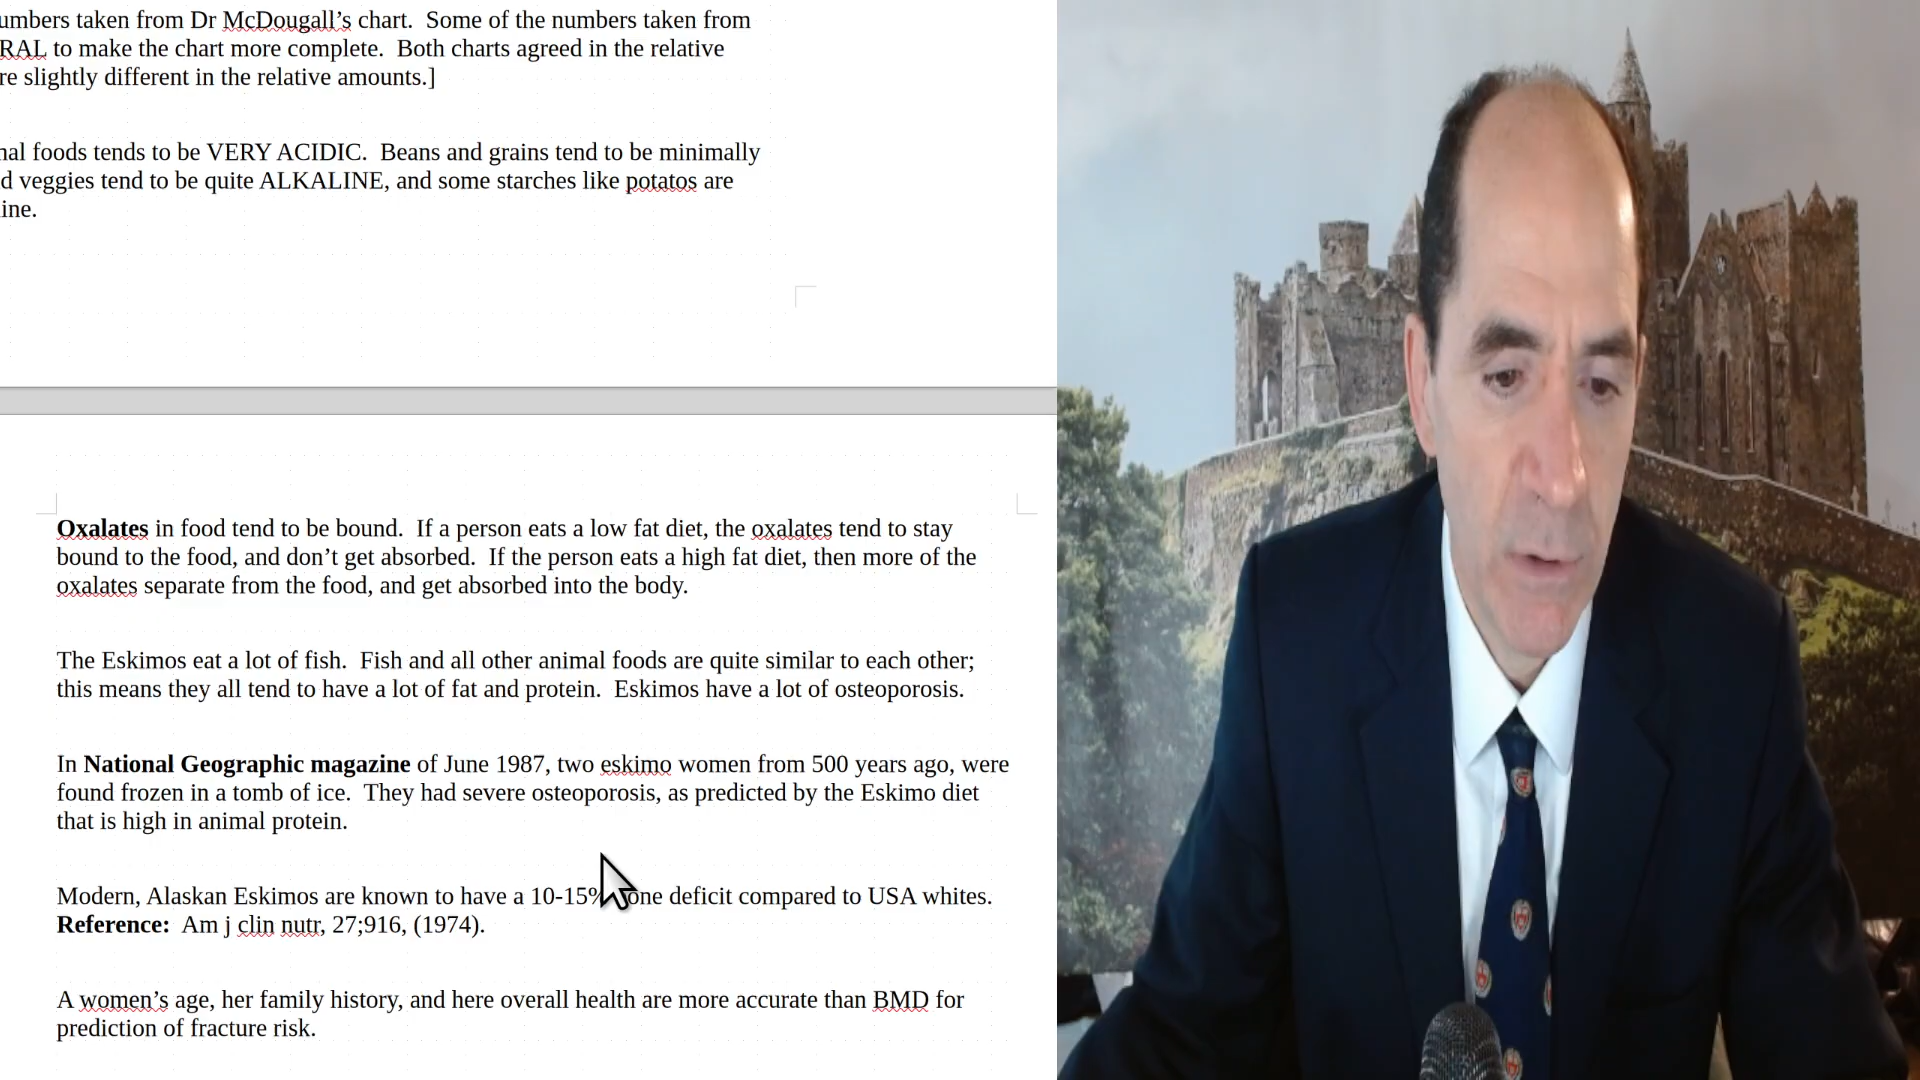 umbers taken from Dr McDougall’s chart.  Some of the numbers taken from
RAL to make the chart more complete.  Both charts agreed in the relative
re slightly different in the relative amounts.]
nal foods tends to be VERY ACIDIC.  Beans and grains tend to be minimally
d veggies tend to be quite ALKALINE, and some starches like potatos are
ine.
Oxalates in food tend to be bound.  If a person eats a low fat diet, the oxalates tend to stay
bound to the food, and don’t get absorbed.  If the person eats a high fat diet, then more of the
oxalates separate from the food, and get absorbed into the body.
The Eskimos eat a lot of fish.  Fish and all other animal foods are quite similar to each other;
this means they all tend to have a lot of fat and protein.  Eskimos have a lot of osteoporosis.
In National Geographic magazine of June 1987, two eskimo women from 500 years ago, were
found frozen in a tomb of ice.  They had severe osteoporosis, as predicted by the Eskimo diet
that is high in animal protein.
Modern, Alaskan Eskimos are known to have a 10-15% one deficit compared to USA whites.
Reference:  Am j clin nutr, 27;916, (1974).
A women’s age, her family history, and here overall health are more accurate than BMD for
prediction of fracture risk.